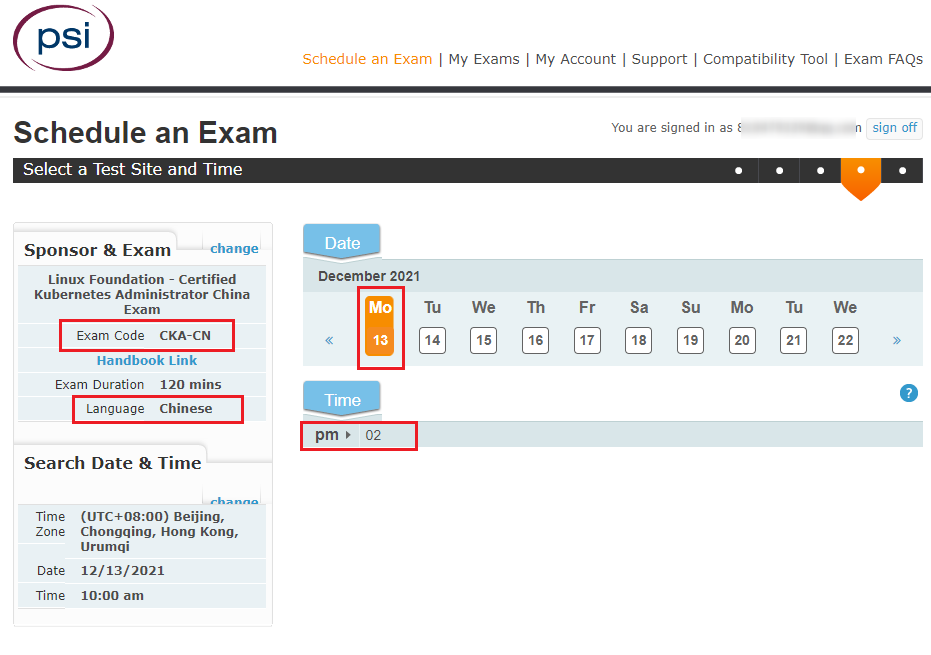 psi
Schedule an Exam | My Exams | My Account | Support | Compatibility Tool | Exam FAQs
Schedule an Exam
You are signed in as
sign off
Select a Test Site and Time
Sponsor & Exam
change
Linux Foundation - Certified
Kubernetes Administrator China
Exam
Exam Code CKA-CN
Handbook Link
Exam Duration 120 mins
Language Chinese
Search Date & Time
change
Time Zone (UTC+08:00) Beijing,
Chongqing, Hong Kong,
Urumqi
Date 12/13/2021
Time 10:00 am
Date
December 2021
Mo Tu We Th Fr Sa Su Mo Tu We
« 13 14 15 16 17 18 19 20 21 22 »
Time
?
pm 02